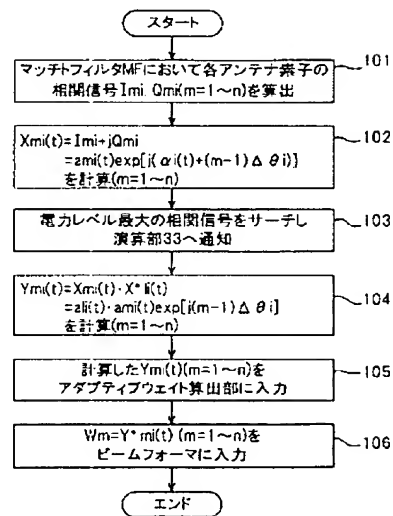 スタート
101
マッチトフィルタMFにおいて各アンテナ素子の
相関信号Imi,Qmi(m=1~n)を算出
102
Xmi(t)=Imi+jQmi
=ami(t)exp[j(αi(t)+(m-1)Δθi)]
を計算(m=1~n)
103
電力レベル最大の相関信号をサーチし
演算部33へ通知
104
Ymi(t)=Xmi(t)・X*li(t)
=ali(t)・ami(t)exp[j(m-1)Δθi]
を計算(m=1~n)
105
計算したYmi(t)(m=1~n)を
アダプティブウェイト算出部に入力
106
Wm=Y*mi(t) (m=1~n)を
ビームフォーマに入力
エンド